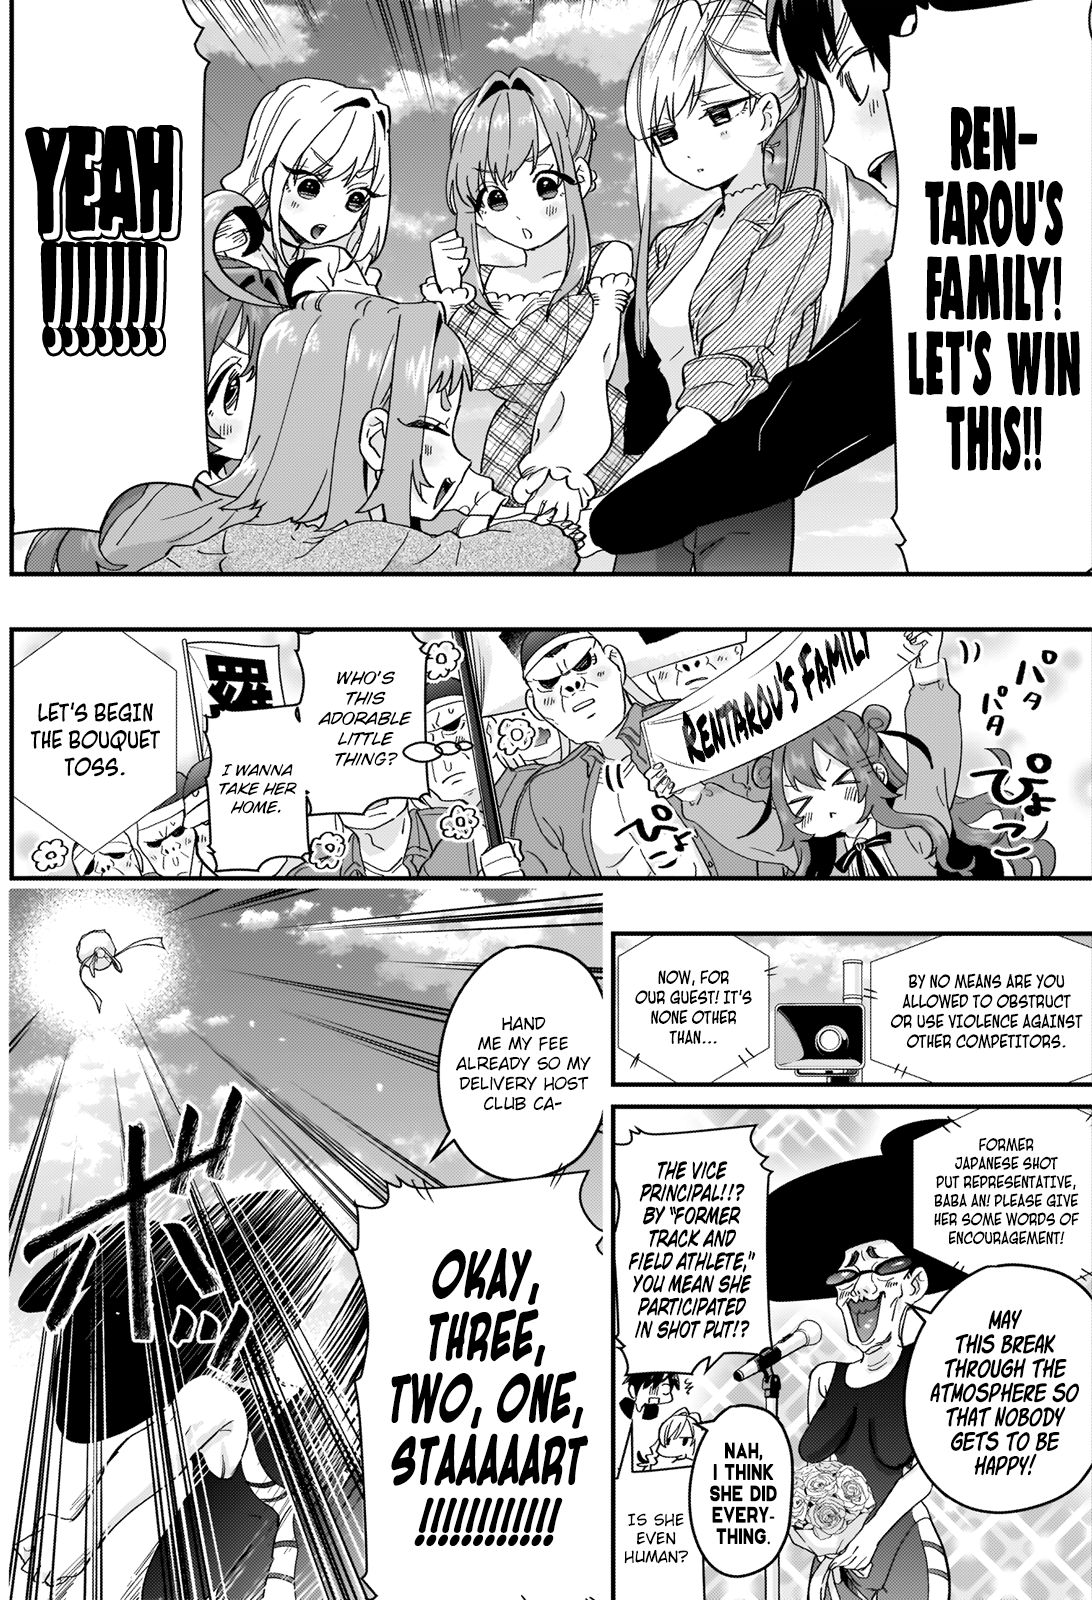 REN-
TAROU'S
FAMILY!
LET'S WIN
THIS!!
YEAH
!!!!!!!!
RENTAROU'S FAMILY
パタ
パタ
ぴょこ
ぴょこ
WHO'S
THIS
ADORABLE
LITTLE
THING?
I WANNA
TAKE HER
HOME.
羅
LET'S BEGIN
THE BOUQUET
TOSS.
BY NO MEANS ARE YOU
ALLOWED TO OBSTRUCT
OR USE VIOLENCE AGAINST
OTHER COMPETITORS.
NOW, FOR
OUR GUEST! IT'S
NONE OTHER
THAN...
FORMER
JAPANESE SHOT
PUT REPRESENTATIVE,
BABA AN! PLEASE GIVE
HER SOME WORDS OF
ENCOURAGEMENT!
MAY
THIS BREAK
THROUGH THE
ATMOSPHERE SO
THAT NOBODY
GETS TO BE
HAPPY!
THE VICE
PRINCIPAL!!?
BY "FORMER
TRACK AND
FIELD ATHLETE,"
YOU MEAN SHE
PARTICIPATED
IN SHOT PUT!?
NAH,
I THINK
SHE DID
EVERY-
THING.
IS SHE
EVEN
HUMAN?
HAND
ME MY FEE
ALREADY SO MY
DELIVERY HOST
CLUB CA-
OKAY,
THREE,
TWO, ONE,
STAAAAART
!!!!!!!!!!!!
ボッ